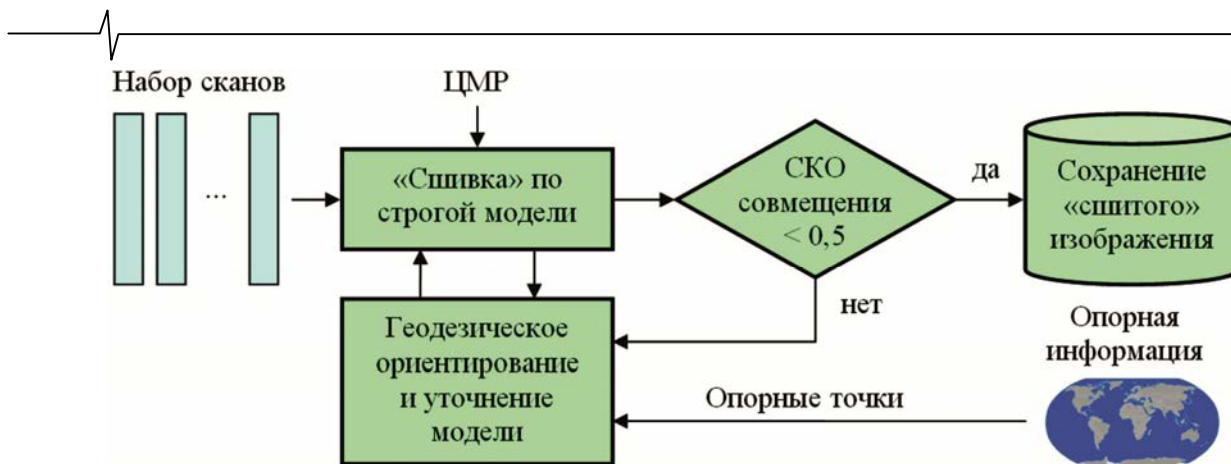 Набор сканов
ЦМР
...
«Сшивка» по
строгой модели
СКО
совмещения
< 0,5
да
Сохранение
«сшитого»
изображения
нет
Геодезическое
ориентирование
и уточнение
модели
Опорные точки
Опорная
информация